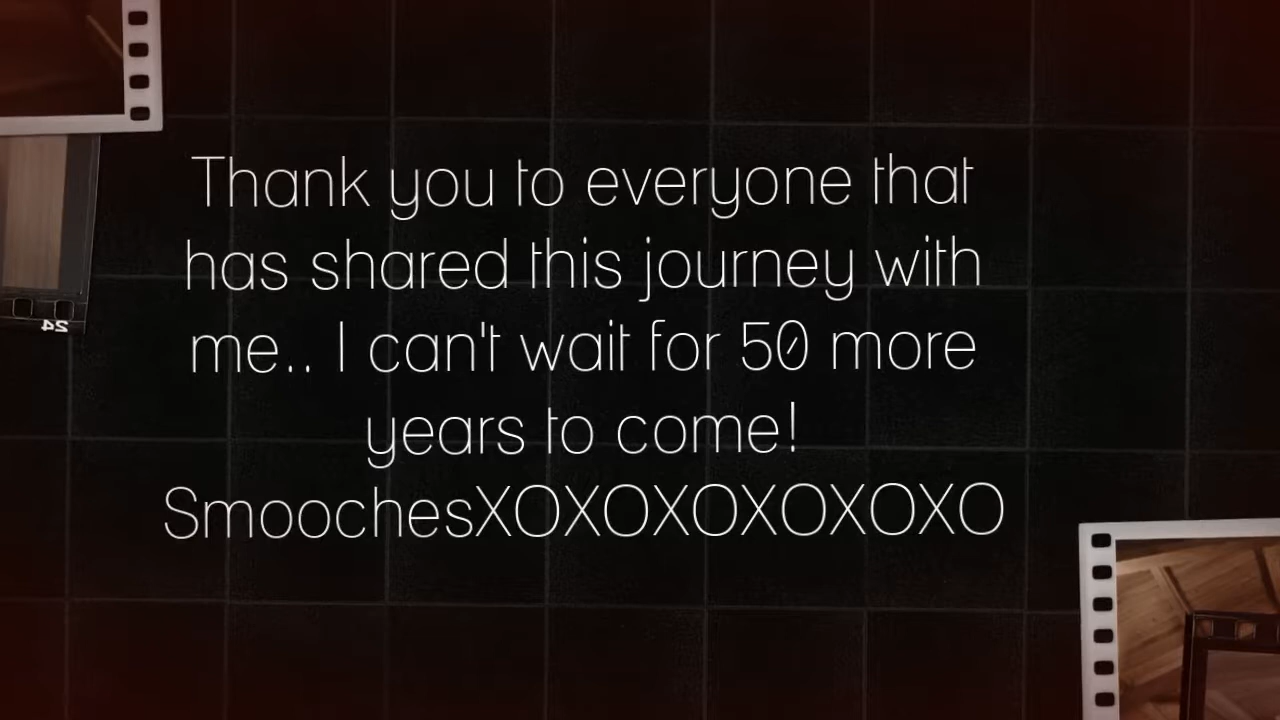 Thank you to everyone that
has shared this journey with
me.. I can't wait for 50 more
years to come!
SmoochesXOXOXOXOXOXO
24